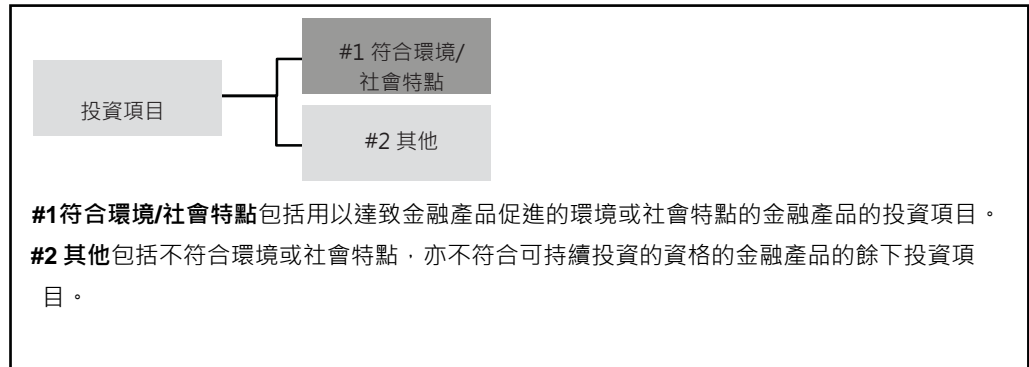 #1 符合環境/
社會特點
投資項目
#2 其他
#1符合環境/社會特點包括用以達致金融產品促進的環境或社會特點的金融產品的投資項目。
#2 其他包括不符合環境或社會特點，亦不符合可持續投資的資格的金融產品的餘下投資項
目。